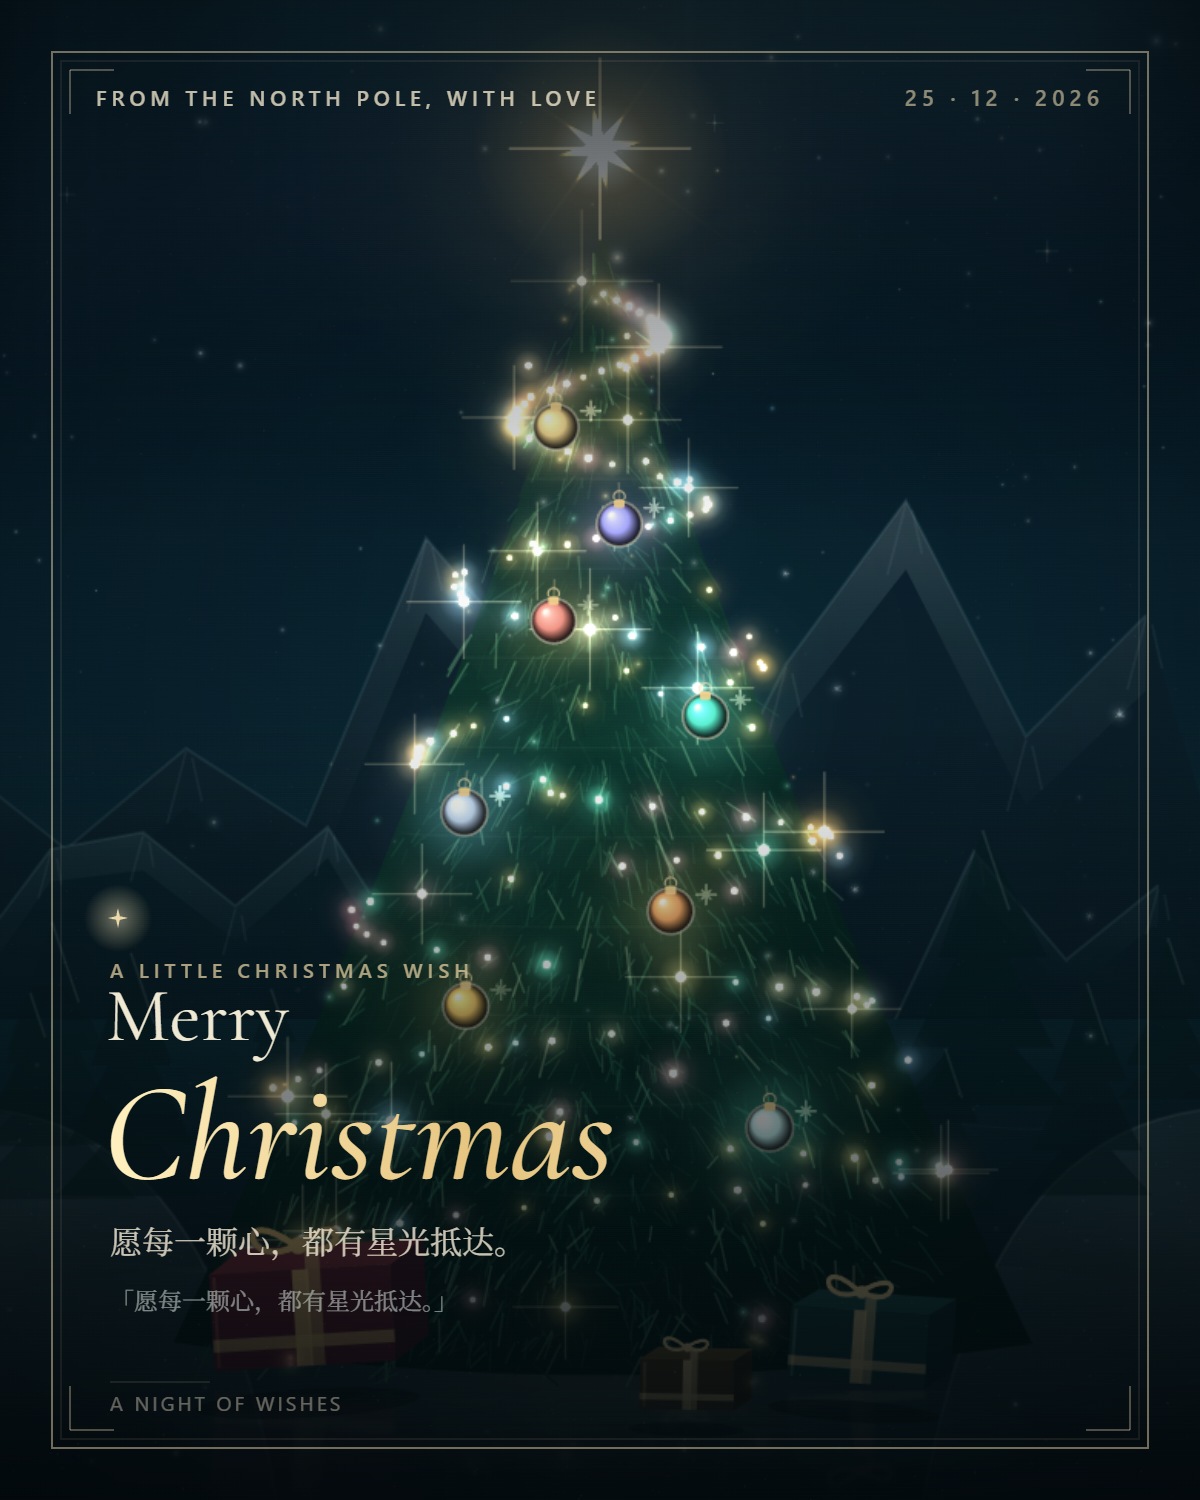 FROM THE NORTH POLE, WITH LOVE
25 · 12 · 2026
A LITTLE CHRISTMAS WISH
Merry
Christmas
愿每一颗心，都有星光抵达。
「愿每一颗心，都有星光抵达。」
A NIGHT OF WISHES